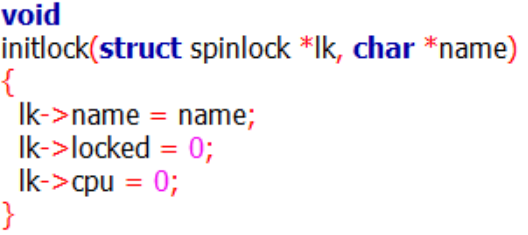 void
initlock(struct spinlock *lk, char *name)
{
  lk->name = name;
  lk->locked = 0;
  lk->cpu = 0;
}